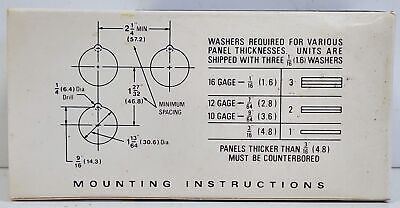 2 1/4 MIN
(57.2)
1/4 (6.4) Dia
Drill
1 27/32
(46.8)
MINIMUM
SPACING
1 13/64 (30.6) Dia
9/16 (14.3)
WASHERS REQUIRED FOR VARIOUS
PANEL THICKNESSES. UNITS ARE
SHIPPED WITH THREE 1/16 (1.6) WASHERS
16 GAGE - 1/16 (1.6) 3
12 GAGE - 7/64 (2.8) 2
10 GAGE - 9/64 (3.6)
3/16 (4.8) 1
PANELS THICKER THAN 3/16 (4.8)
MUST BE COUNTERBORED
MOUNTING INSTRUCTIONS